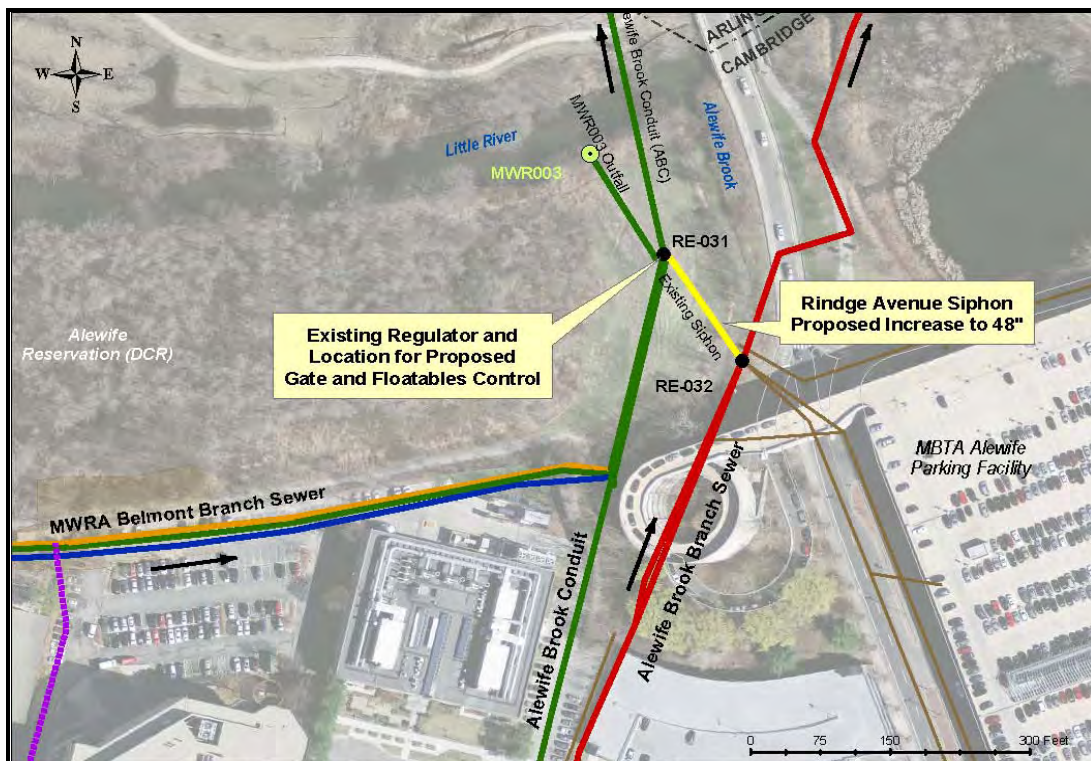 N
W E
S
ARLINGTON
CAMBRIDGE
Alewife Brook Conduit (ABC)
Alewife Brook
Little River
MWR003 Outfall
MWR003
RE-031
Existing Siphon
Rindge Avenue Siphon
Proposed Increase to 48"
Existing Regulator and
Location for Proposed
Gate and Floatables Control
Alewife
Reservation (DCR)
RE-032
MBTA Alewife
Parking Facility
MWRA Belmont Branch Sewer
Alewife Brook Conduit
Alewife Brook Branch Sewer
0 75 150 300 Feet